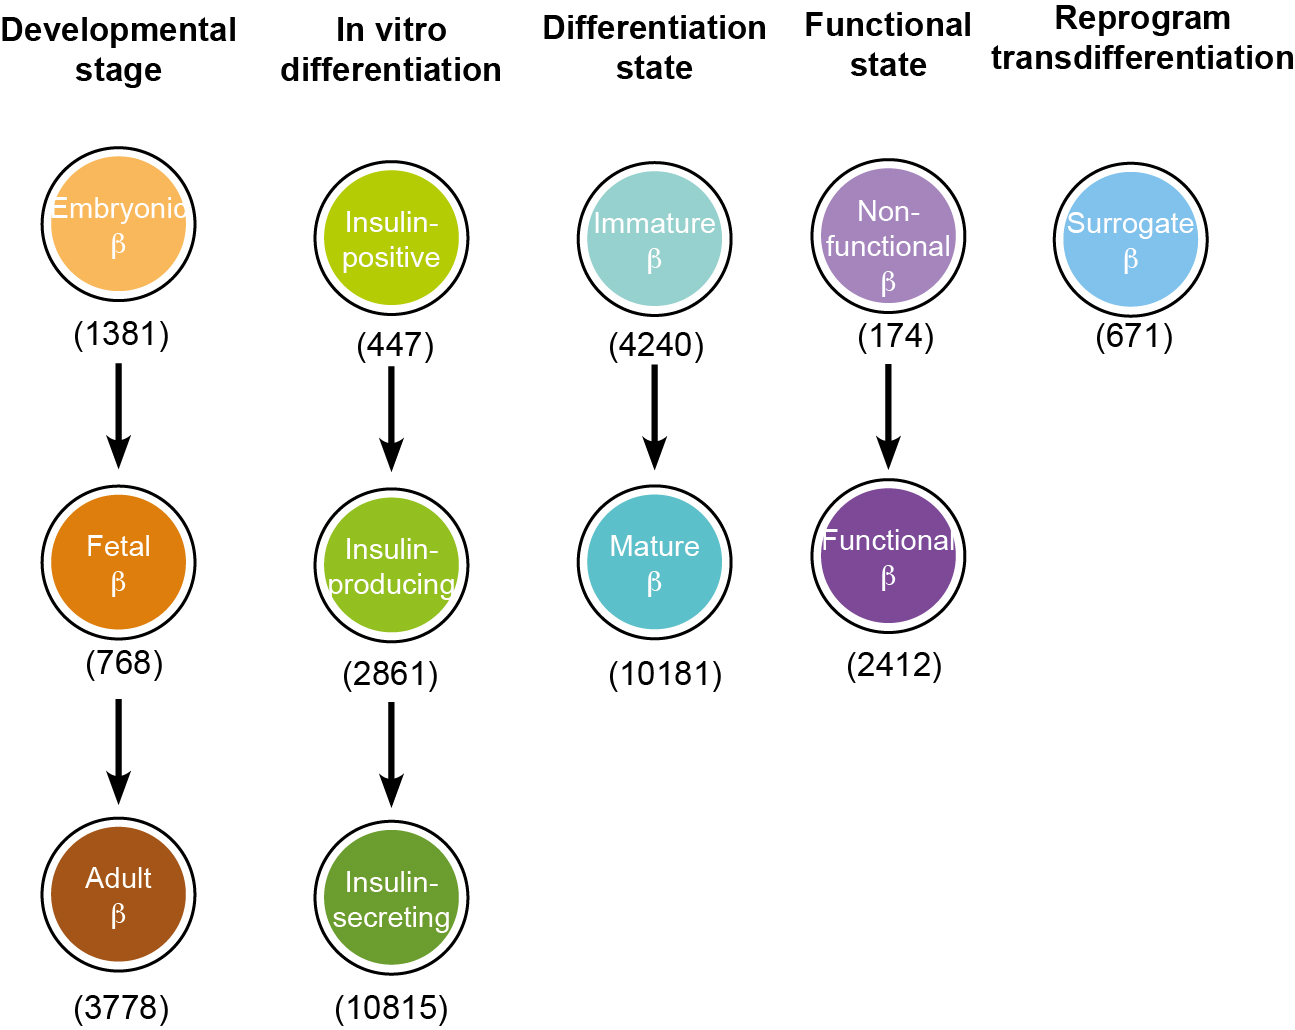 Developmental
stage
In vitro
differentiation
Differentiation
state
Functional
state
Reprogram
transdifferentiation
Embryonic
β
(1381)
Insulin-
positive
(447)
Immature
β
(4240)
Non-
functional
β
(174)
Surrogate
β
(671)
Fetal
β
(768)
Insulin-
producing
(2861)
Mature
β
(10181)
Functional
β
(2412)
Adult
β
(3778)
Insulin-
secreting
(10815)